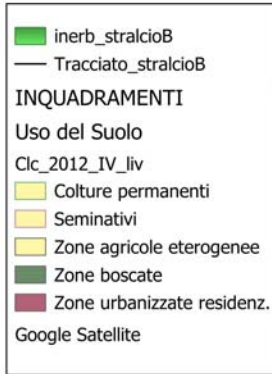 inerb_stralcioB
Tracciato_stralcioB
INQUADRAMENTI
Uso del Suolo
Clc_2012_IV_liv
Colture permanenti
Seminativi
Zone agricole eterogenee
Zone boscate
Zone urbanizzate residenz.
Google Satellite